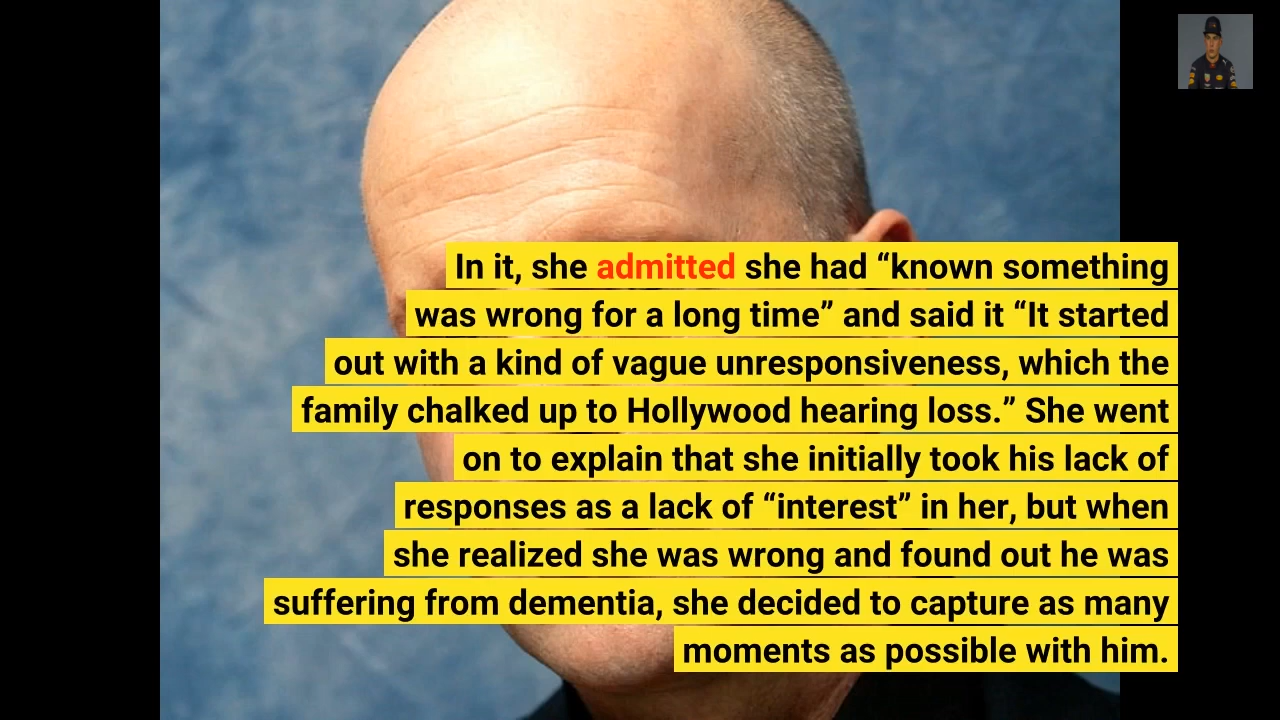 In it, she admitted she had “known something
was wrong for a long time” and said it “It started
out with a kind of vague unresponsiveness, which the
family chalked up to Hollywood hearing loss.” She went
on to explain that she initially took his lack of
responses as a lack of “interest” in her, but when
she realized she was wrong and found out he was
suffering from dementia, she decided to capture as many
moments as possible with him.